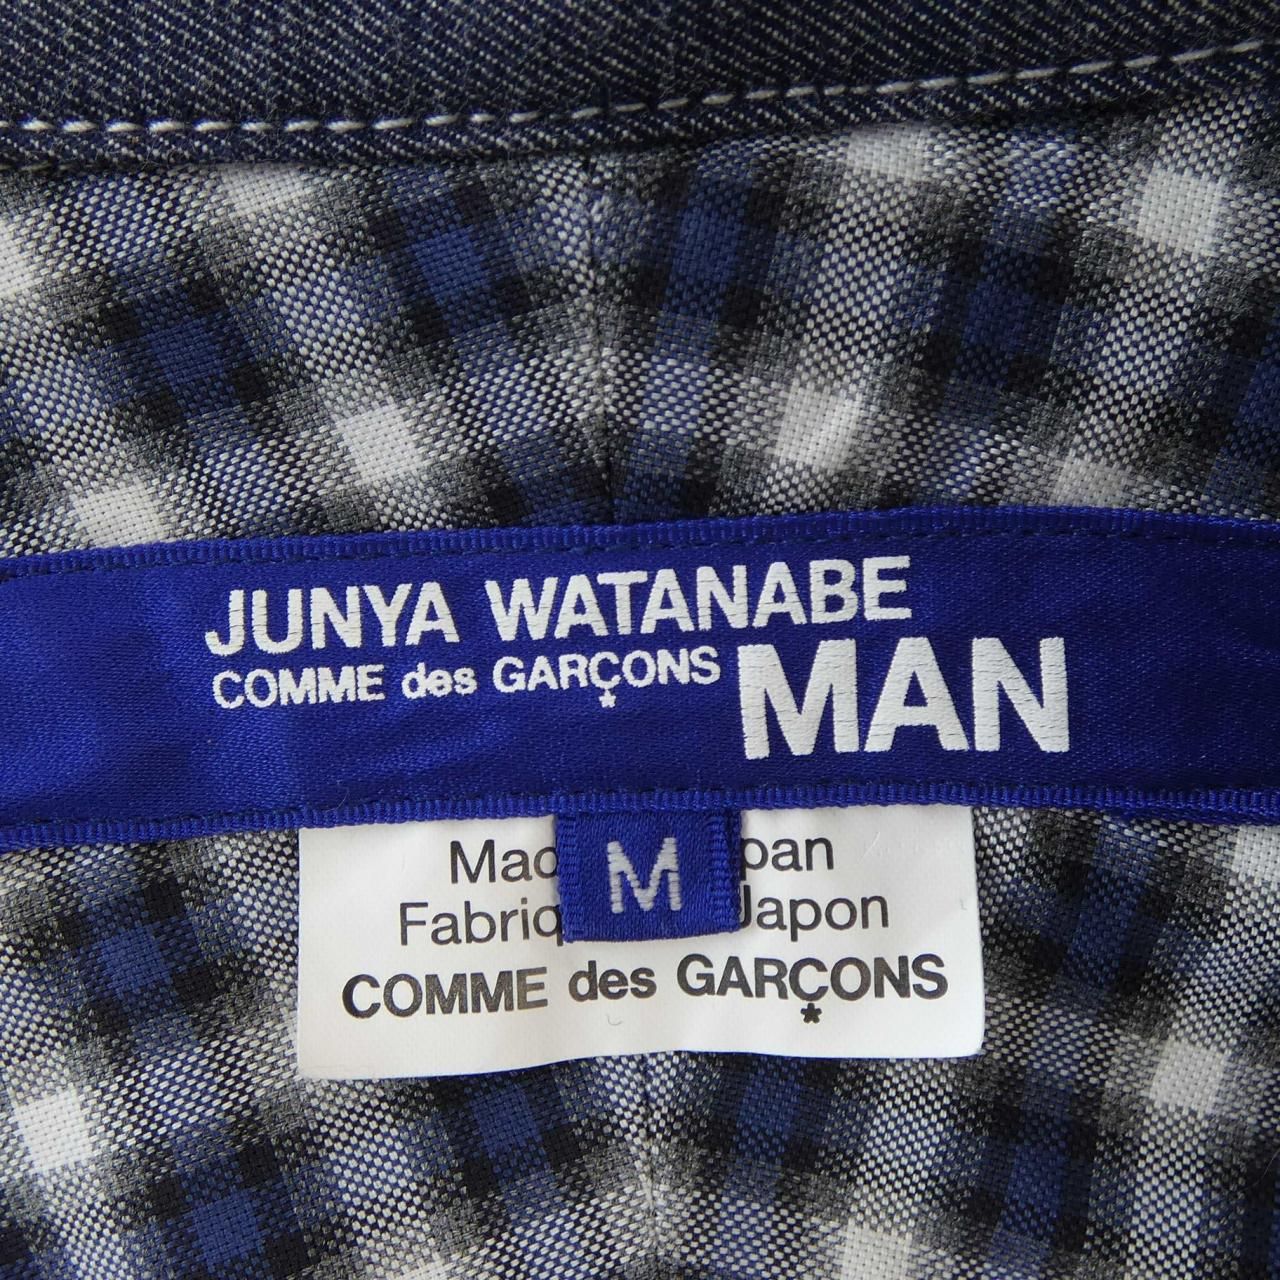 JUNYA WATANABE
COMME des GARÇONS MAN
M
Mad pan
Fabriq Japon
COMME des GARÇONS